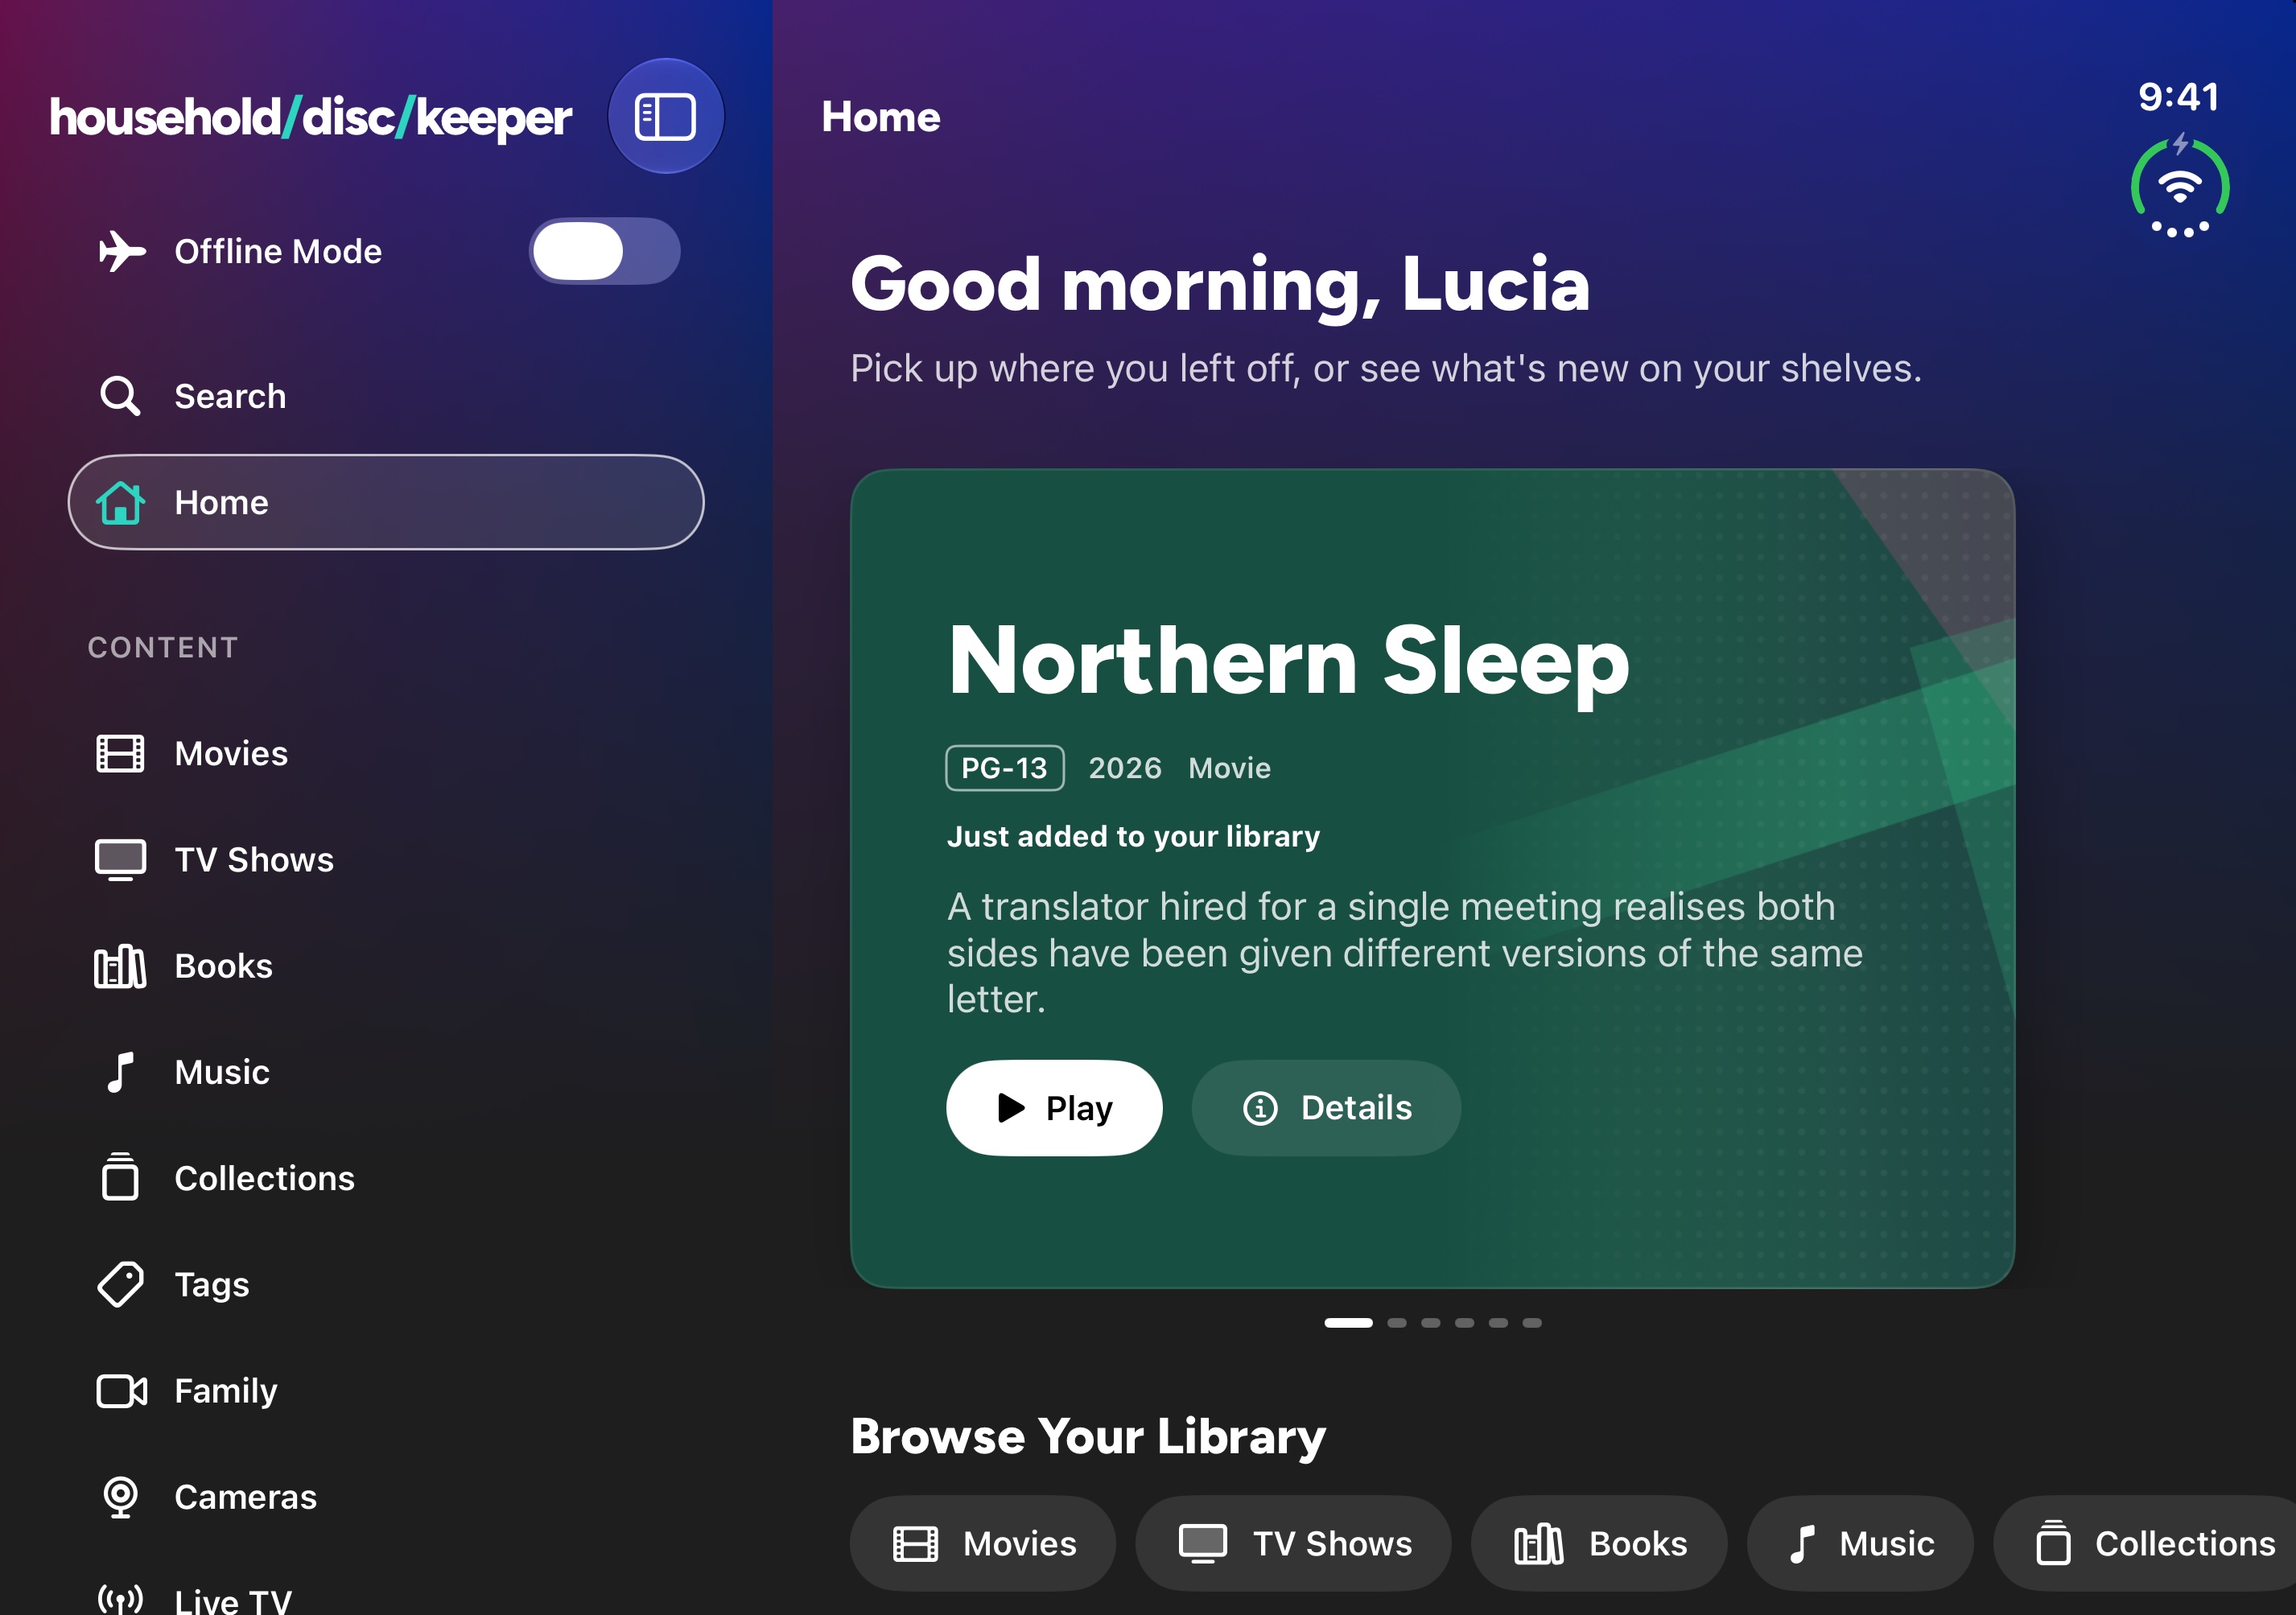 household/disc/keeper
Offline Mode
Search
Home
CONTENT
Movies
TV Shows
Books
Music
Collections
Tags
Family
Cameras
Live TV
Home
9:41
Good morning, Lucia
Pick up where you left off, or see what's new on your shelves.
Northern Sleep
PG-13 2026 Movie
Just added to your library
A translator hired for a single meeting realises both
sides have been given different versions of the same
letter.
Play Details
Browse Your Library
Movies TV Shows Books Music Collections